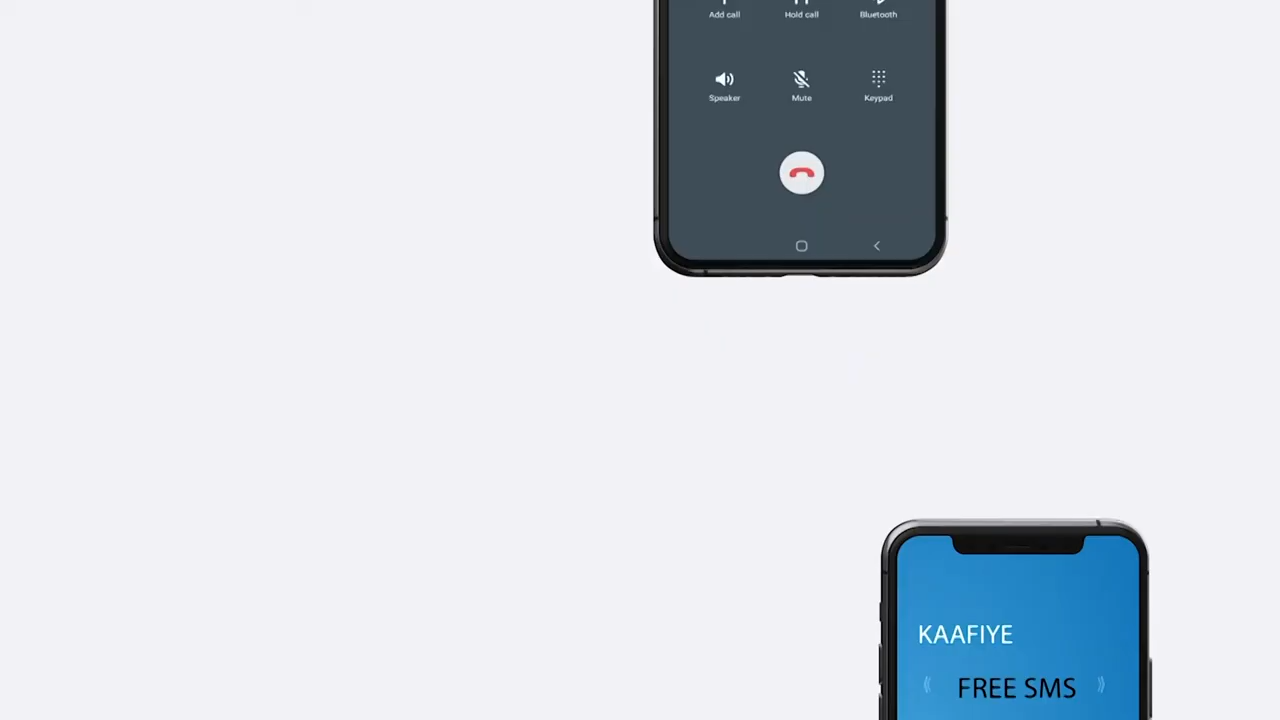 Add call Hold call Bluetooth
Speaker Mute Keypad
KAAFIYE
FREE SMS